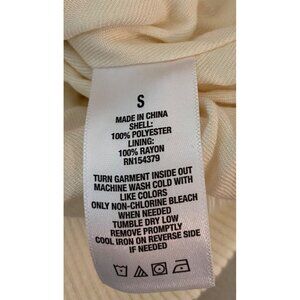 S
MADE IN CHINA
SHELL:
100% POLYESTER
LINING:
100% RAYON
RN154379
TURN GARMENT INSIDE OUT
MACHINE WASH COLD WITH
LIKE COLORS
ONLY NON-CHLORINE BLEACH
WHEN NEEDED
TUMBLE DRY LOW
REMOVE PROMPTLY
COOL IRON ON REVERSE SIDE
IF NEEDED